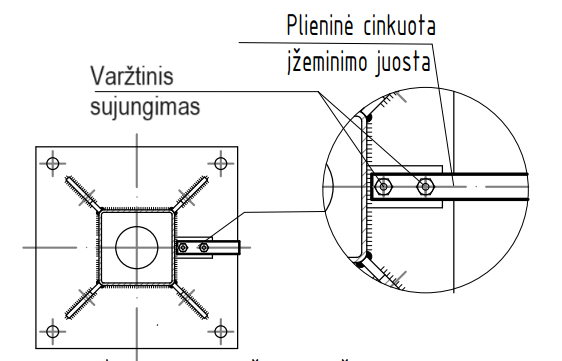 Plieninė cinkuota
įžeminimo juosta
Varžtinis
sujungimas